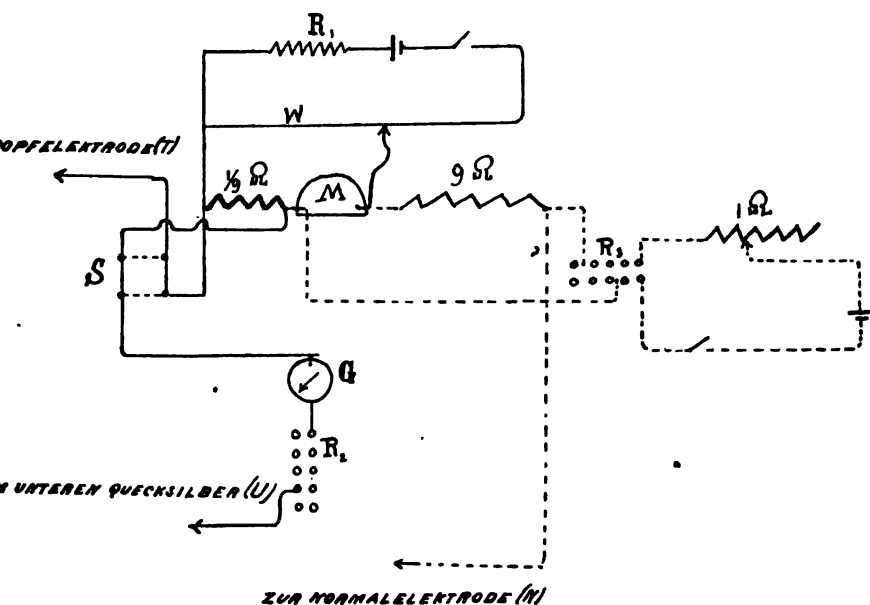 R₁
W
OPFELEKTRODE (T)
1/9 Ω
M
9 Ω
1 Ω
R₃
S
G
R₂
UNTEREN QUECKSILBER (U)
ZUR NORMALELEKTRODE (N)